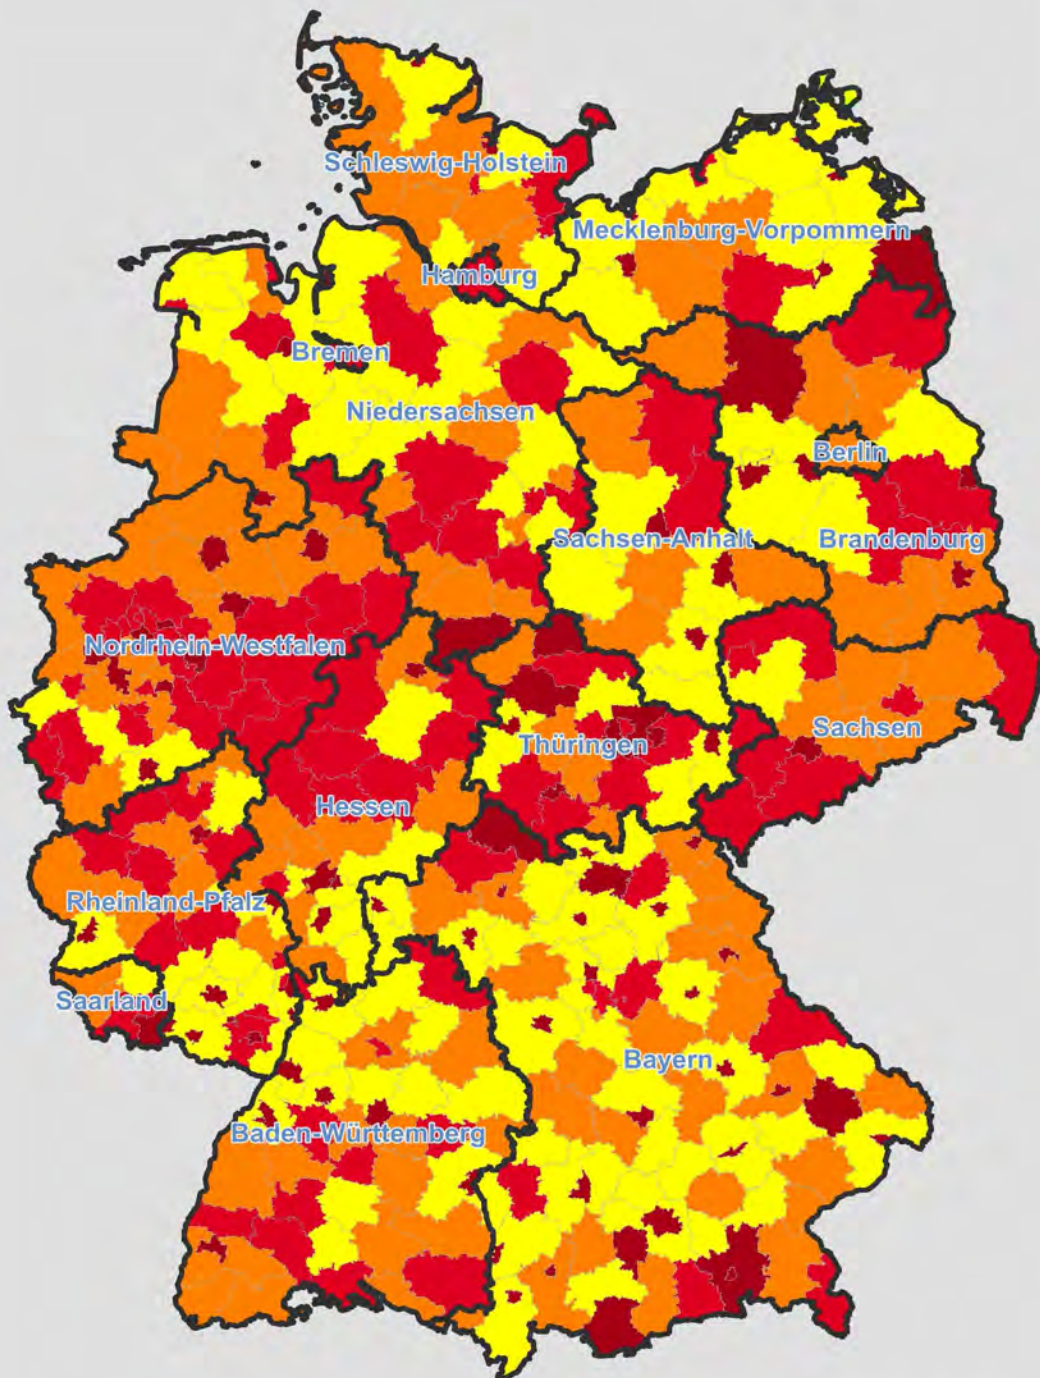 Schleswig-Holstein
Mecklenburg-Vorpommern
Hamburg
Bremen
Niedersachsen
Berlin
Sachsen-Anhalt
Brandenburg
Nordrhein-Westfalen
Sachsen
Thüringen
Hessen
Rheinland-Pfalz
Saarland
Bayern
Baden-Württemberg